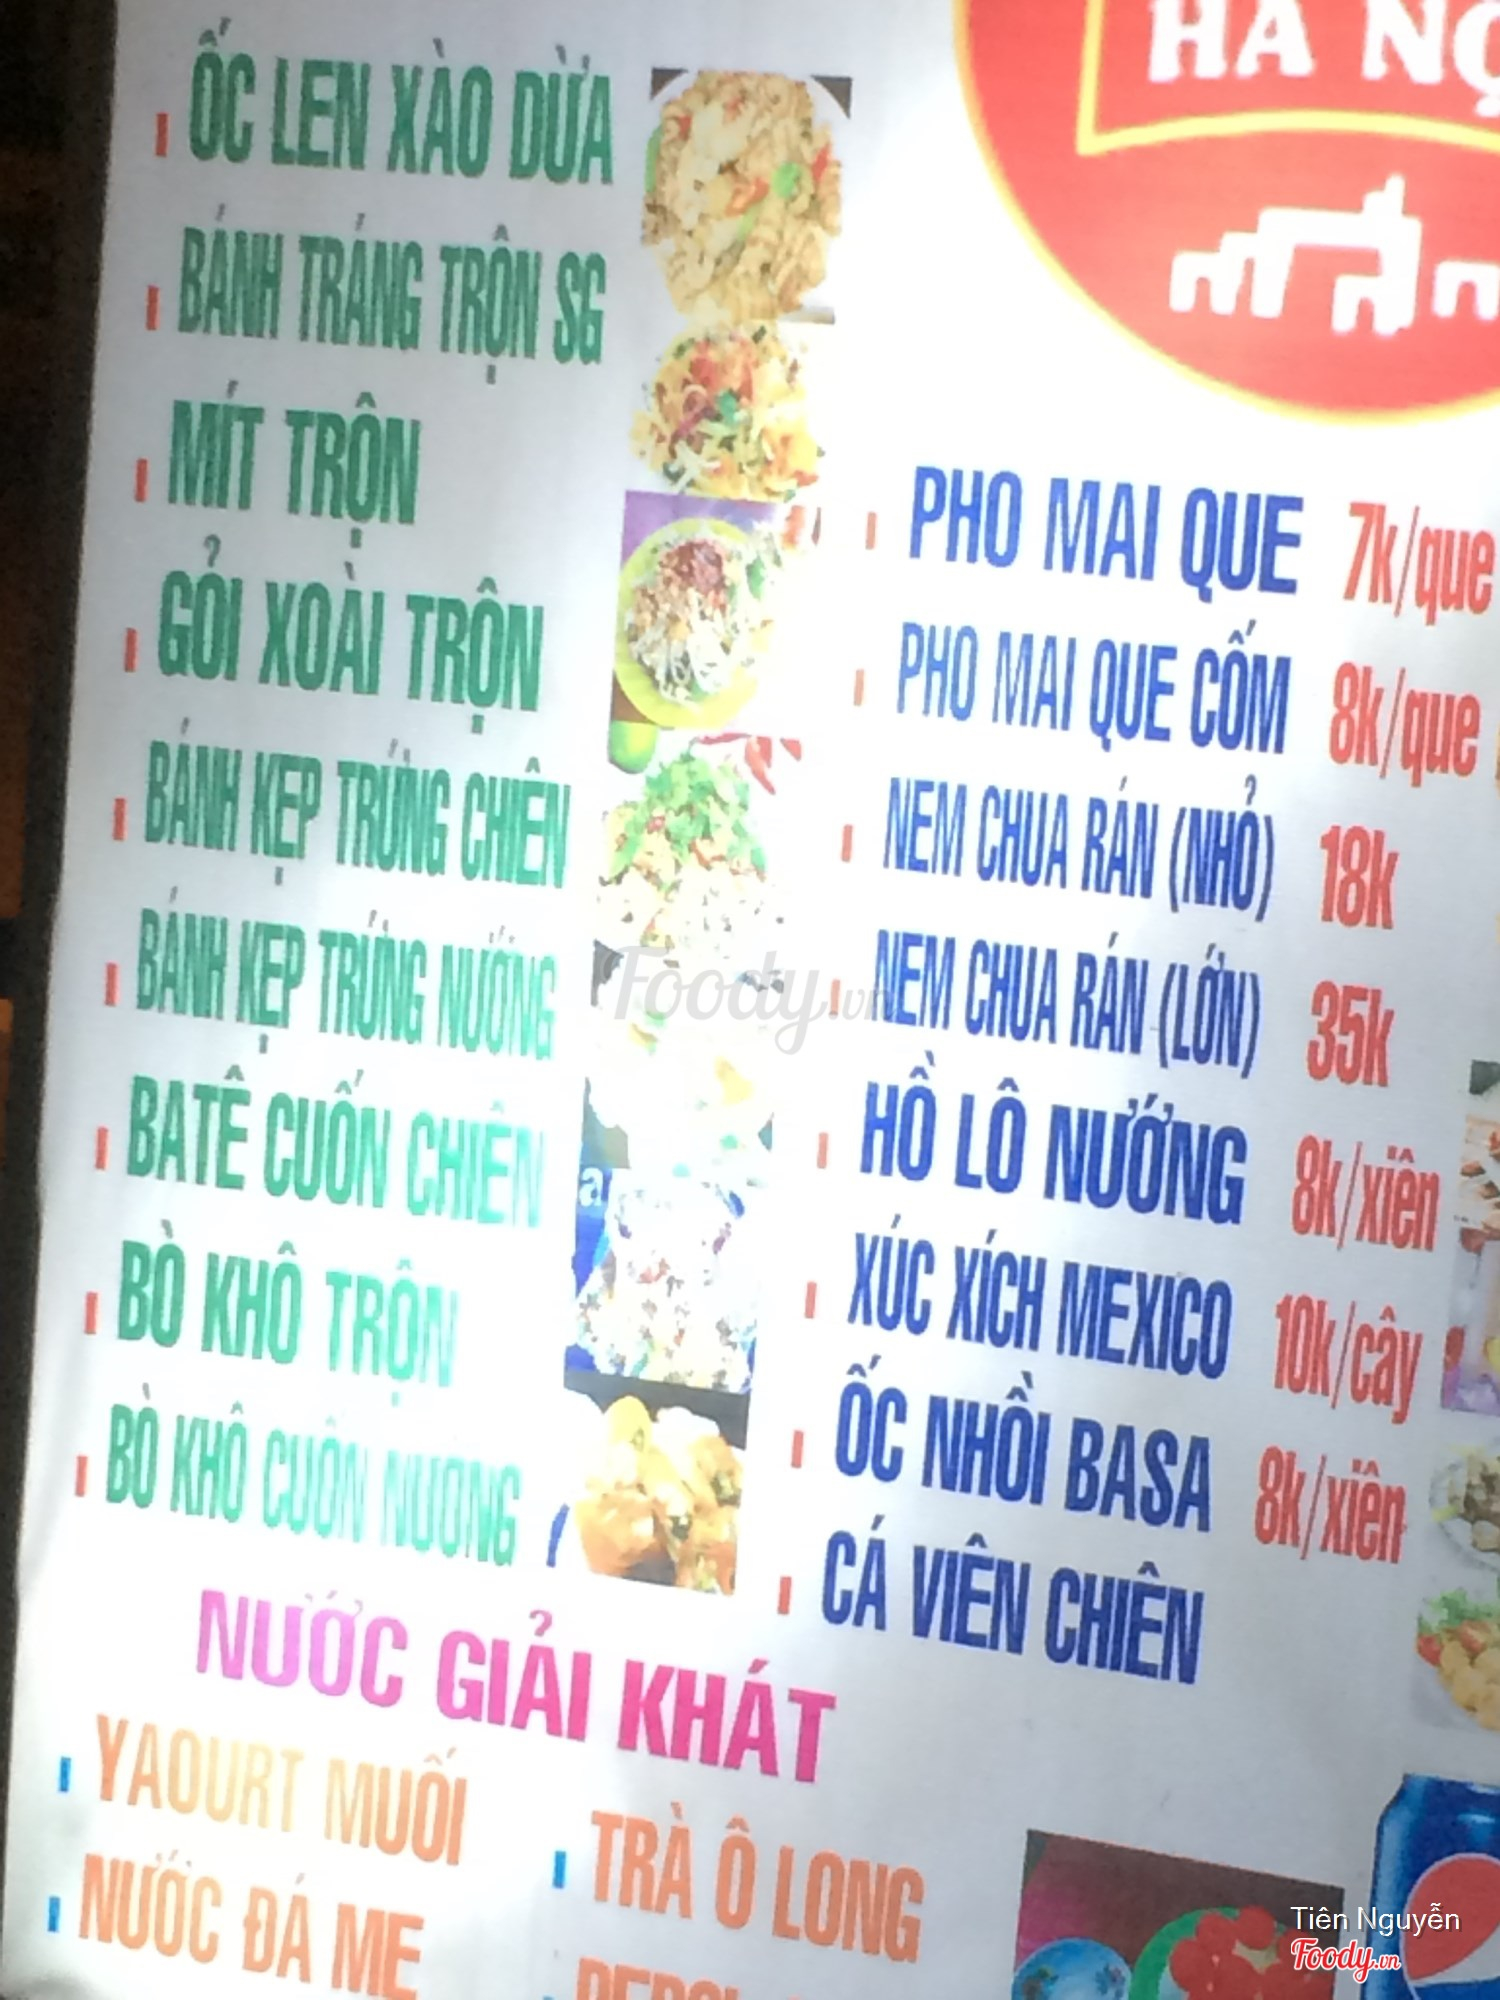 HÀ NỘ
ỐC LEN XÀO DỪA
BÁNH TRÁNG TRỘN SG
MÍT TRỘN
GỎI XOÀI TRỘN
BÁNH KẸP TRỨNG CHIÊN
BÁNH KẸP TRỨNG NƯỚNG
BATÊ CUỐN CHIÊN
BÒ KHÔ TRỘN
BÒ KHÔ CUỐN NƯỚNG
PHO MAI QUE 7k/que
PHO MAI QUE CỐM 8k/que
NEM CHUA RÁN (NHỎ) 18k
NEM CHUA RÁN (LỚN) 35k
HỒ LÔ NƯỚNG 8k/xiên
XÚC XÍCH MEXICO 10k/cây
ỐC NHỒI BASA 8k/xiên
CÁ VIÊN CHIÊN
NƯỚC GIẢI KHÁT
YAOURT MUỐI
NƯỚC ĐÁ ME
TRÀ Ô LONG
Foody.vn
Tiên Nguyễn
Foody.vn